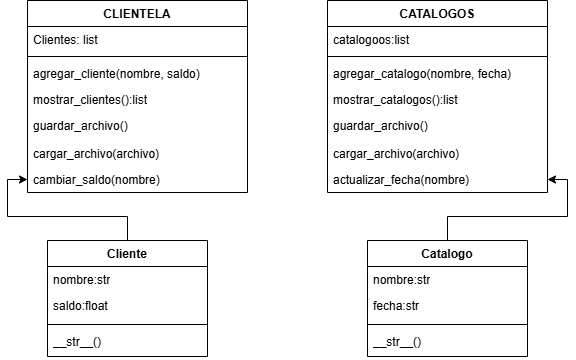 CLIENTELA
Clientes: list
agregar_cliente(nombre, saldo)
mostrar_clientes():list
guardar_archivo()
cargar_archivo(archivo)
cambiar_saldo(nombre)
CATALOGOS
catalogoos:list
agregar_catalogo(nombre, fecha)
mostrar_catalogos():list
guardar_archivo()
cargar_archivo(archivo)
actualizar_fecha(nombre)
Cliente
nombre:str
saldo:float
__str__()
Catalogo
nombre:str
fecha:str
__str__()